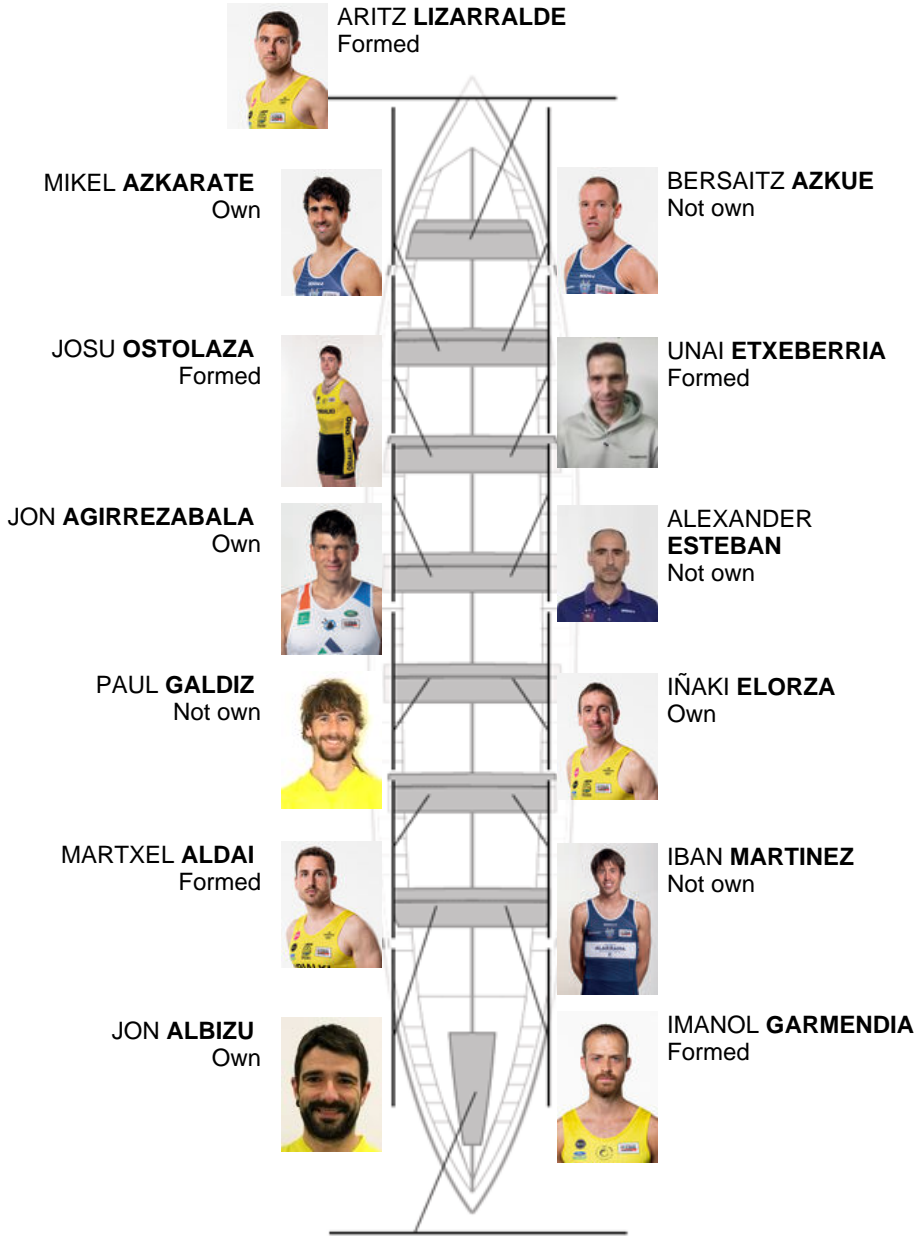 ARITZ LIZARRALDE
Formed
MIKEL AZKARATE
Own
BERSAITZ AZKUE
Not own
JOSU OSTOLAZA
Formed
UNAI ETXEBERRIA
Formed
JON AGIRREZABALA
Own
ALEXANDER
ESTEBAN
Not own
PAUL GALDIZ
Not own
IÑAKI ELORZA
Own
MARTXEL ALDAI
Formed
IBAN MARTINEZ
Not own
JON ALBIZU
Own
IMANOL GARMENDIA
Formed